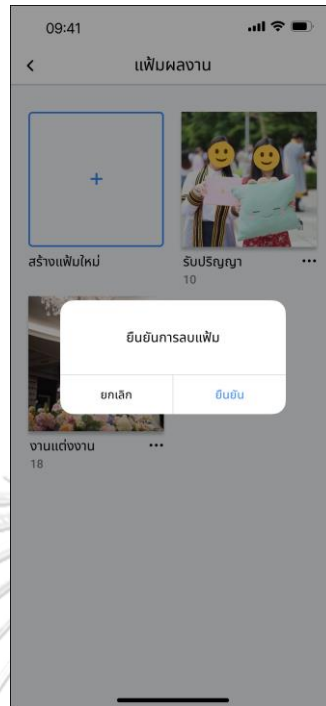 09:41
แฟ้มผลงาน
+
สร้างแฟ้มใหม่
รับปริญญา
10
ยืนยันการลบแฟ้ม
ยกเลิก ยืนยัน
งานแต่งงาน
18